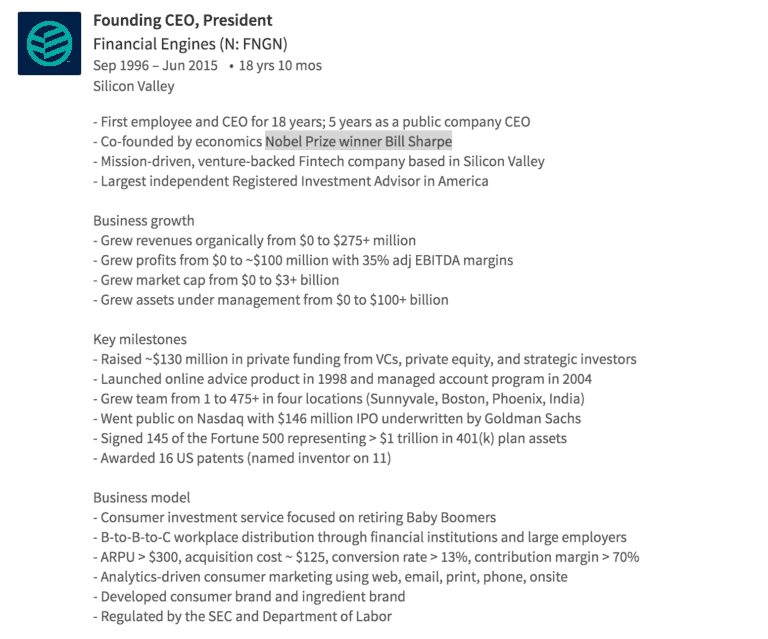 Founding CEO, President
Financial Engines (N: FNGN)
Sep 1996 – Jun 2015 • 18 yrs 10 mos
Silicon Valley
- First employee and CEO for 18 years; 5 years as a public company CEO
- Co-founded by economics Nobel Prize winner Bill Sharpe
- Mission-driven, venture-backed Fintech company based in Silicon Valley
- Largest independent Registered Investment Advisor in America
Business growth
- Grew revenues organically from $0 to $275+ million
- Grew profits from $0 to ~$100 million with 35% adj EBITDA margins
- Grew market cap from $0 to $3+ billion
- Grew assets under management from $0 to $100+ billion
Key milestones
- Raised ~$130 million in private funding from VCs, private equity, and strategic investors
- Launched online advice product in 1998 and managed account program in 2004
- Grew team from 1 to 475+ in four locations (Sunnyvale, Boston, Phoenix, India)
- Went public on Nasdaq with $146 million IPO underwritten by Goldman Sachs
- Signed 145 of the Fortune 500 representing > $1 trillion in 401(k) plan assets
- Awarded 16 US patents (named inventor on 11)
Business model
- Consumer investment service focused on retiring Baby Boomers
- B-to-B-to-C workplace distribution through financial institutions and large employers
- ARPU > $300, acquisition cost ~ $125, conversion rate > 13%, contribution margin > 70%
- Analytics-driven consumer marketing using web, email, print, phone, onsite
- Developed consumer brand and ingredient brand
- Regulated by the SEC and Department of Labor